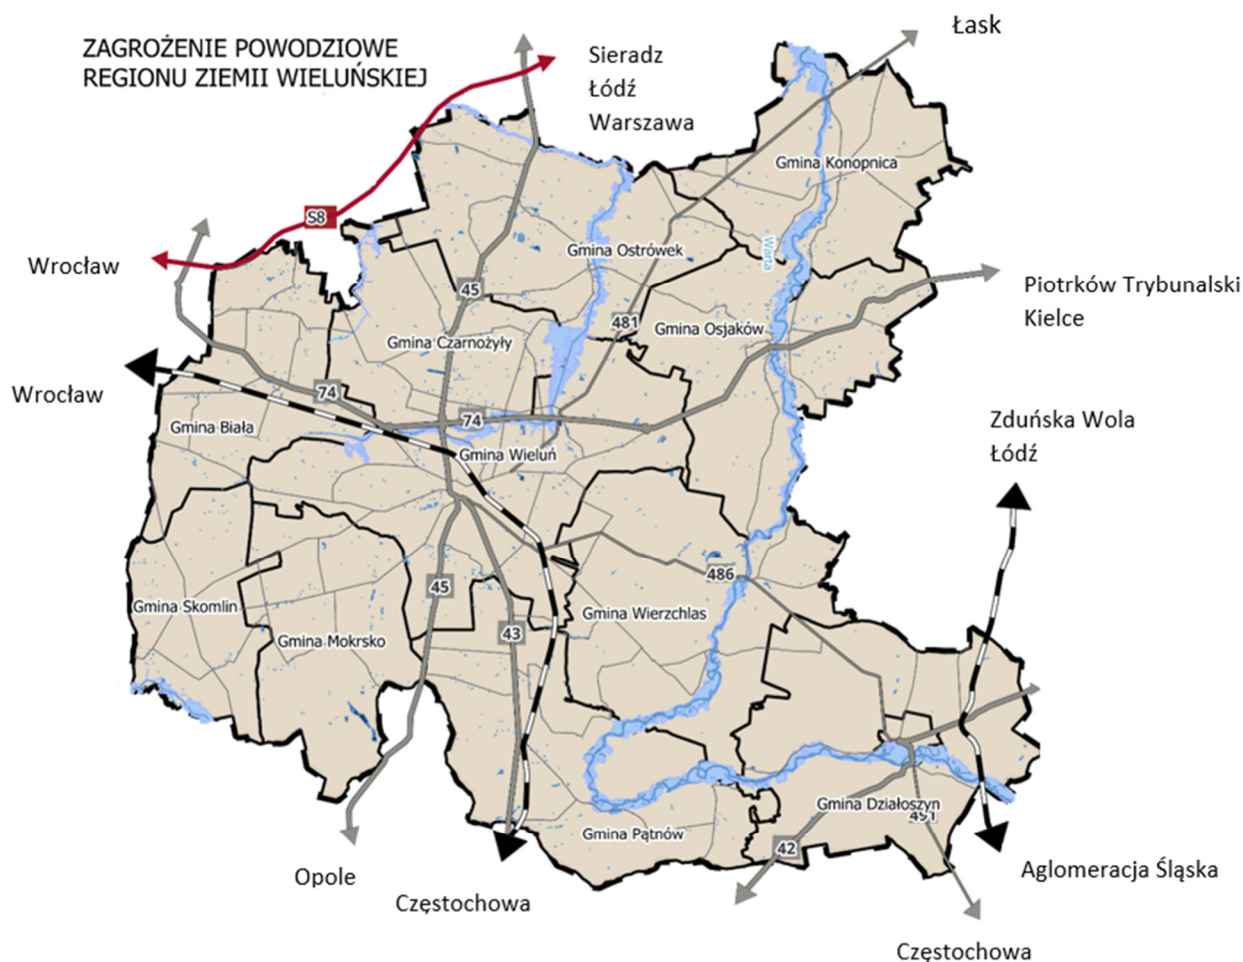 ZAGROŻENIE POWODZIOWE
REGIONU ZIEMII WIELUŃSKIEJ
Sieradz
Łódź
Warszawa
Łask
Gmina Konopnica
S8
Wrocław
Gmina Ostrówek
Warta
45
Piotrków Trybunalski
Kielce
481
Gmina Osjaków
Gmina Czarnożyły
Wrocław
74
74
Gmina Biała
Gmina Wieluń
Zduńska Wola
Łódź
486
45
Gmina Skomlin
Gmina Wierzchlas
43
Gmina Mokrsko
Gmina Działoszyn
491
Gmina Pątnów
42
Opole
Aglomeracja Śląska
Częstochowa
Częstochowa